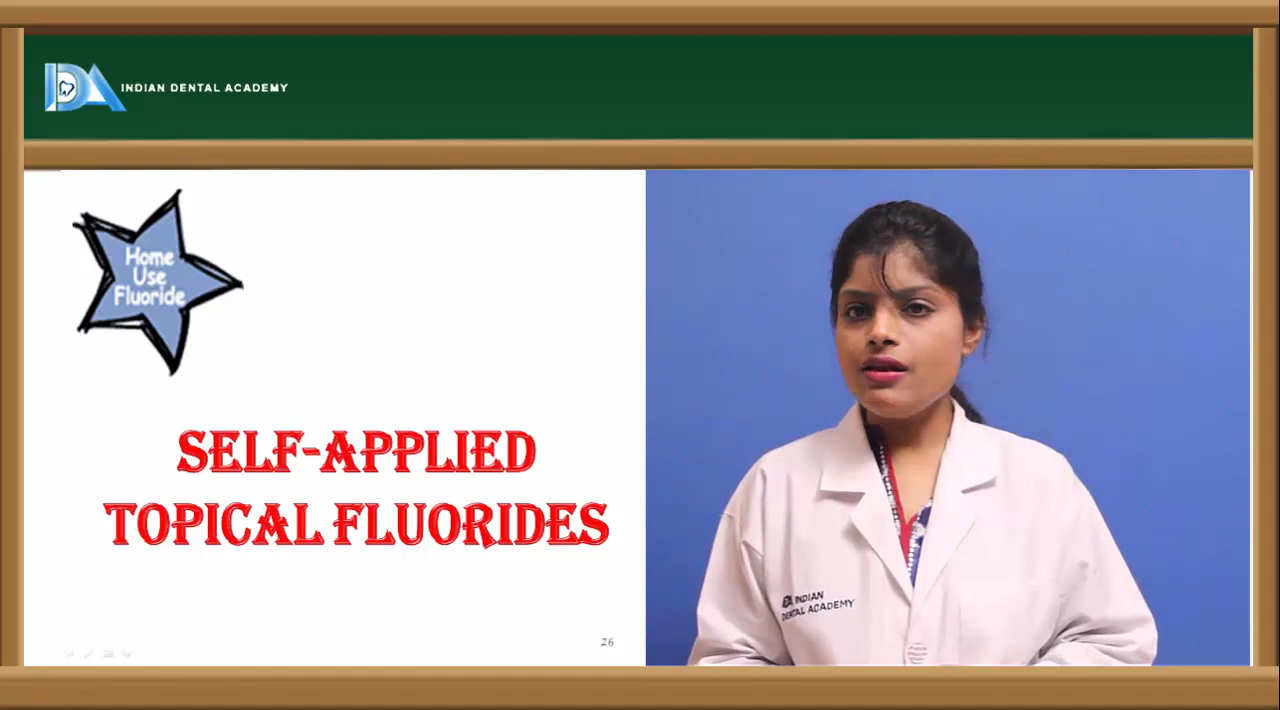 INDIAN DENTAL ACADEMY
Home
Use
Fluoride
SELF-APPLIED
TOPICAL FLUORIDES
26
INDIAN
DENTAL ACADEMY